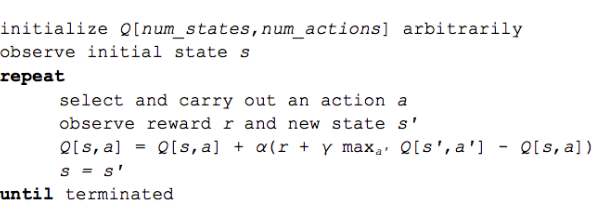 initialize Q[num_states,num_actions] arbitrarily
observe initial state s
repeat
select and carry out an action a
observe reward r and new state s'
Q[s,a] = Q[s,a] + α(r + γ maxₐ' Q[s',a'] - Q[s,a])
s = s'
until terminated